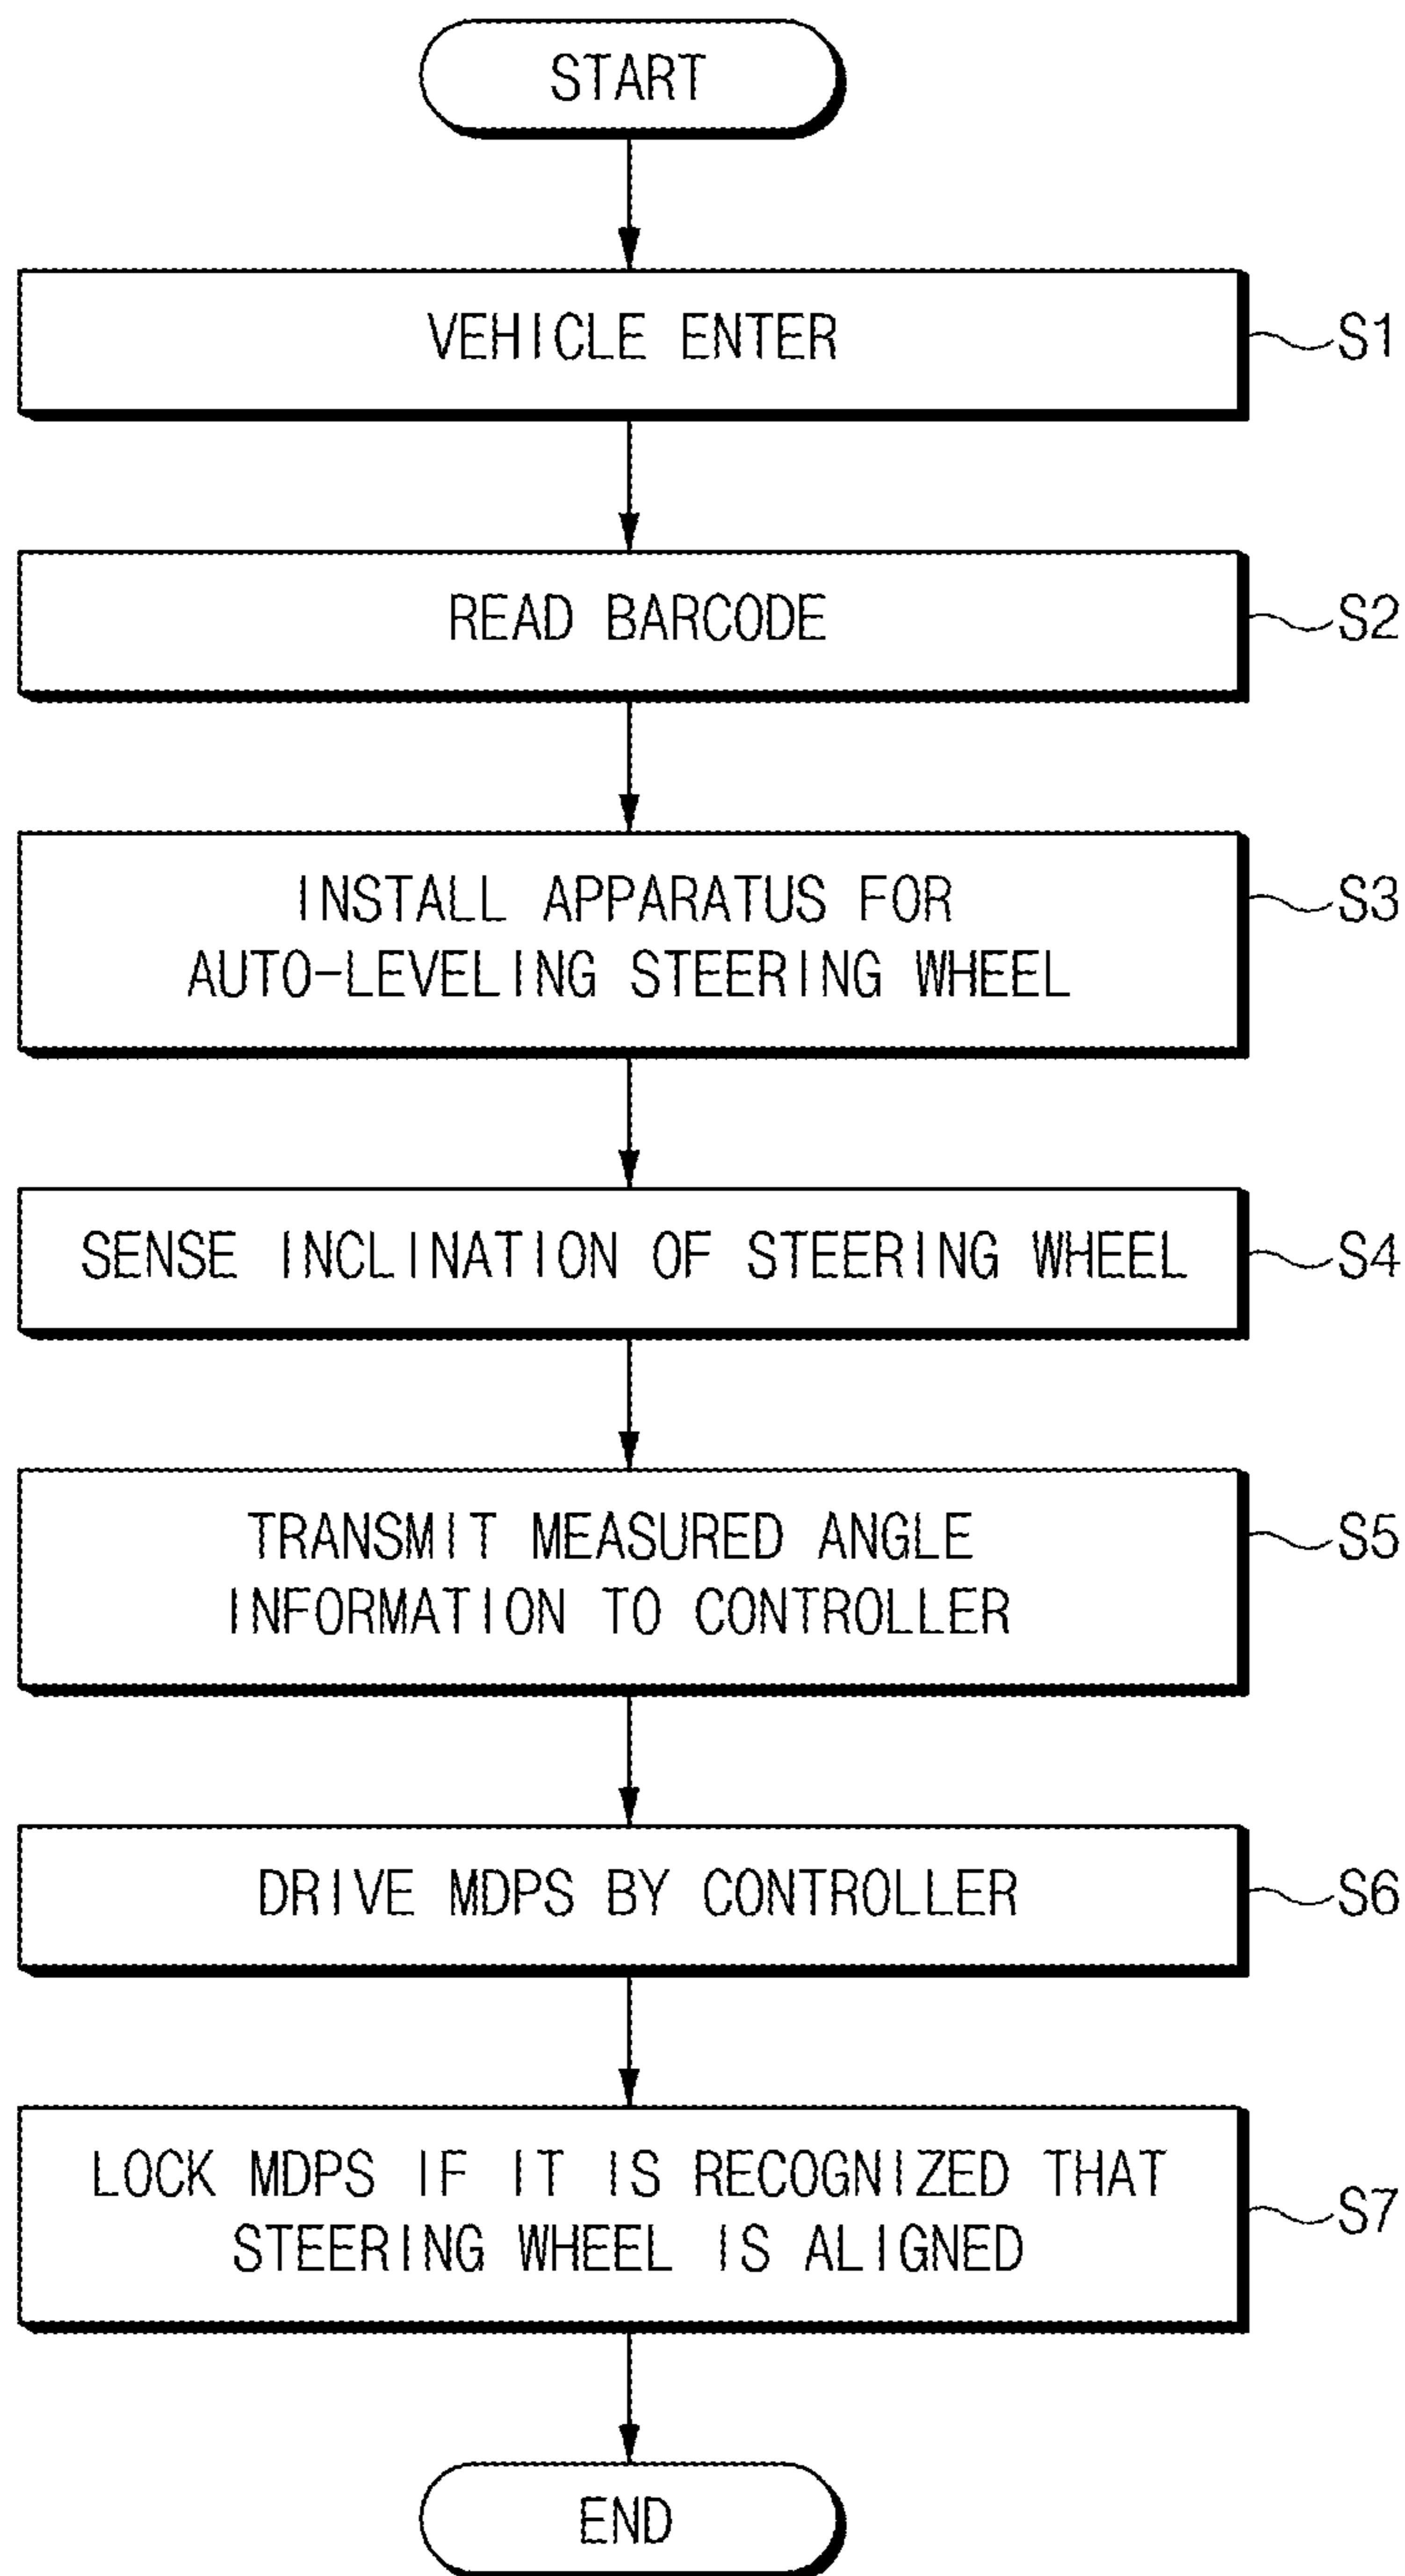 START
VEHICLE ENTER
S1
READ BARCODE
S2
INSTALL APPARATUS FOR
AUTO-LEVELING STEERING WHEEL
S3
SENSE INCLINATION OF STEERING WHEEL
S4
TRANSMIT MEASURED ANGLE
INFORMATION TO CONTROLLER
S5
DRIVE MDPS BY CONTROLLER
S6
LOCK MDPS IF IT IS RECOGNIZED THAT
STEERING WHEEL IS ALIGNED
S7
END